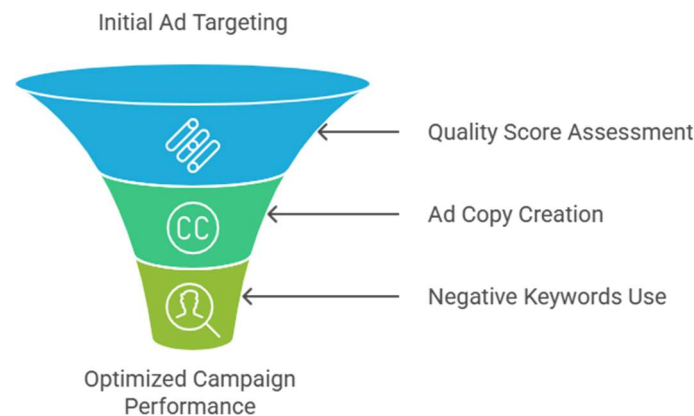 Initial Ad Targeting
Quality Score Assessment
Ad Copy Creation
CC
Negative Keywords Use
Optimized Campaign
Performance